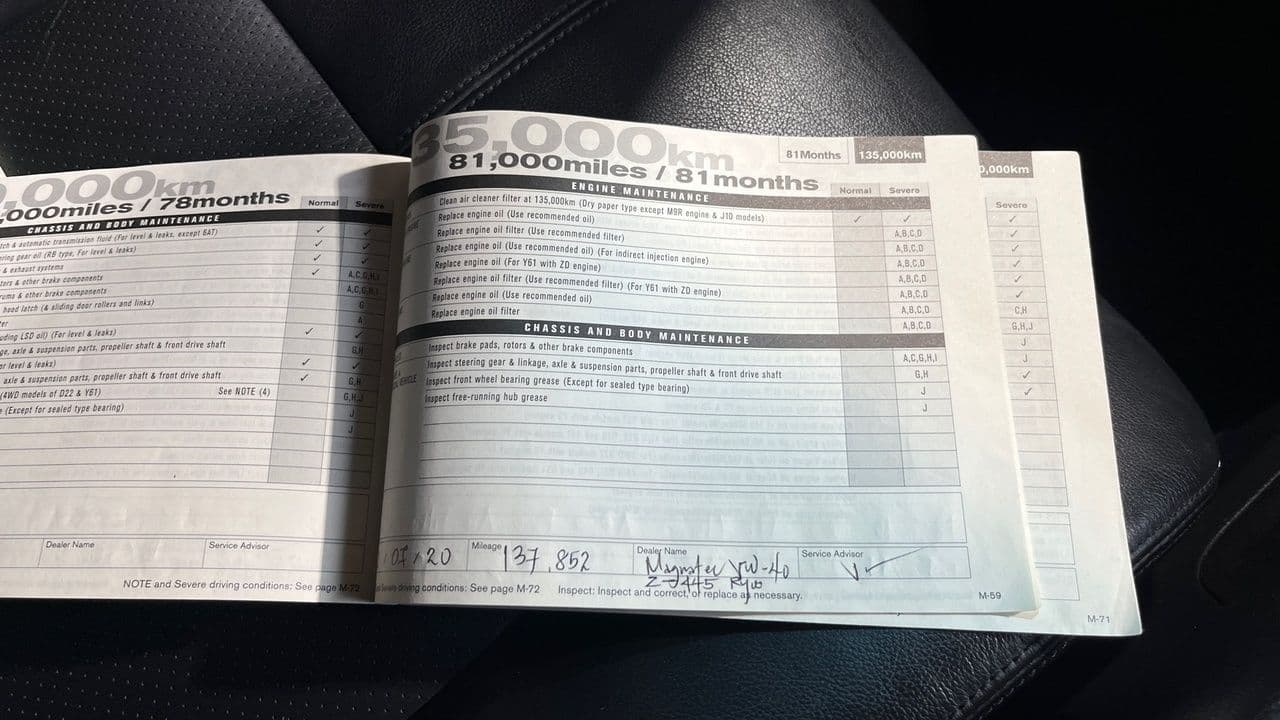 ,000km
,000miles / 78months
Normal Severe
CHASSIS AND BODY MAINTENANCE
tch & automatic transmission fluid (For level & leaks, except 8AT) ✓ ✓
ring gear oil (RB type, For level & leaks) ✓ ✓
& exhaust systems ✓ ✓
tors & other brake components ✓ A,C,G,H,I
rums & other brake components A,C,G,H,I
hood latch (& sliding door rollers and links) G
er A
uding LSD oil) (For level & leaks) ✓ ✓
ge, axle & suspension parts, propeller shaft & front drive shaft G,H
or level & leaks) ✓ ✓
axle & suspension parts, propeller shaft & front drive shaft ✓ G,H
(4WD models of D22 & Y61) See NOTE (4) G,H,J
(Except for sealed type bearing) J
J
Dealer Name Service Advisor
NOTE and Severe driving conditions: See page M-72
35,000km
81,000miles / 81months
81Months 135,000km
Normal Severe
ENGINE MAINTENANCE
Clean air cleaner filter at 135,000km (Dry paper type except M9R engine & J10 models) ✓ ✓
Replace engine oil (Use recommended oil) A,B,C,D
Replace engine oil filter (Use recommended filter) A,B,C,D
Replace engine oil (Use recommended oil) (For indirect injection engine) A,B,C,D
Replace engine oil (For Y61 with ZD engine) A,B,C,D
Replace engine oil filter (Use recommended filter) (For Y61 with ZD engine) A,B,C,D
Replace engine oil (Use recommended oil) A,B,C,D
Replace engine oil filter A,B,C,D
CHASSIS AND BODY MAINTENANCE
Inspect brake pads, rotors & other brake components A,C,G,H,I
Inspect steering gear & linkage, axle & suspension parts, propeller shaft & front drive shaft G,H
Inspect front wheel bearing grease (Except for sealed type bearing) J
Inspect free-running hub grease J
20 Mileage 137,852 Dealer Name Service Advisor
driving conditions: See page M-72 Inspect: Inspect and correct, or replace as necessary.
M-59
0,000km
Severe
✓
✓
✓
✓
✓
✓
C,H
G,H,J
J
J
✓
✓
M-71